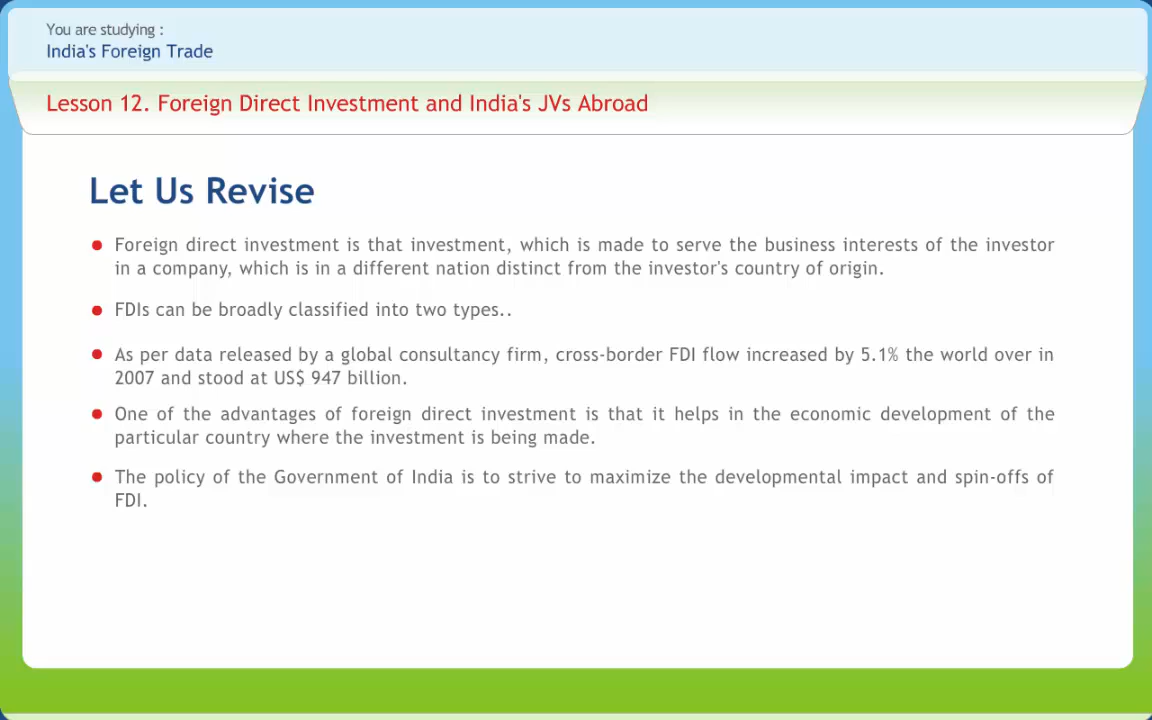 You are studying :
India's Foreign Trade
Lesson 12. Foreign Direct Investment and India's JVs Abroad
Let Us Revise
Foreign direct investment is that investment, which is made to serve the business interests of the investor
in a company, which is in a different nation distinct from the investor's country of origin.
FDIs can be broadly classified into two types..
As per data released by a global consultancy firm, cross-border FDI flow increased by 5.1% the world over in
2007 and stood at US$ 947 billion.
One of the advantages of foreign direct investment is that it helps in the economic development of the
particular country where the investment is being made.
The policy of the Government of India is to strive to maximize the developmental impact and spin-offs of
FDI.